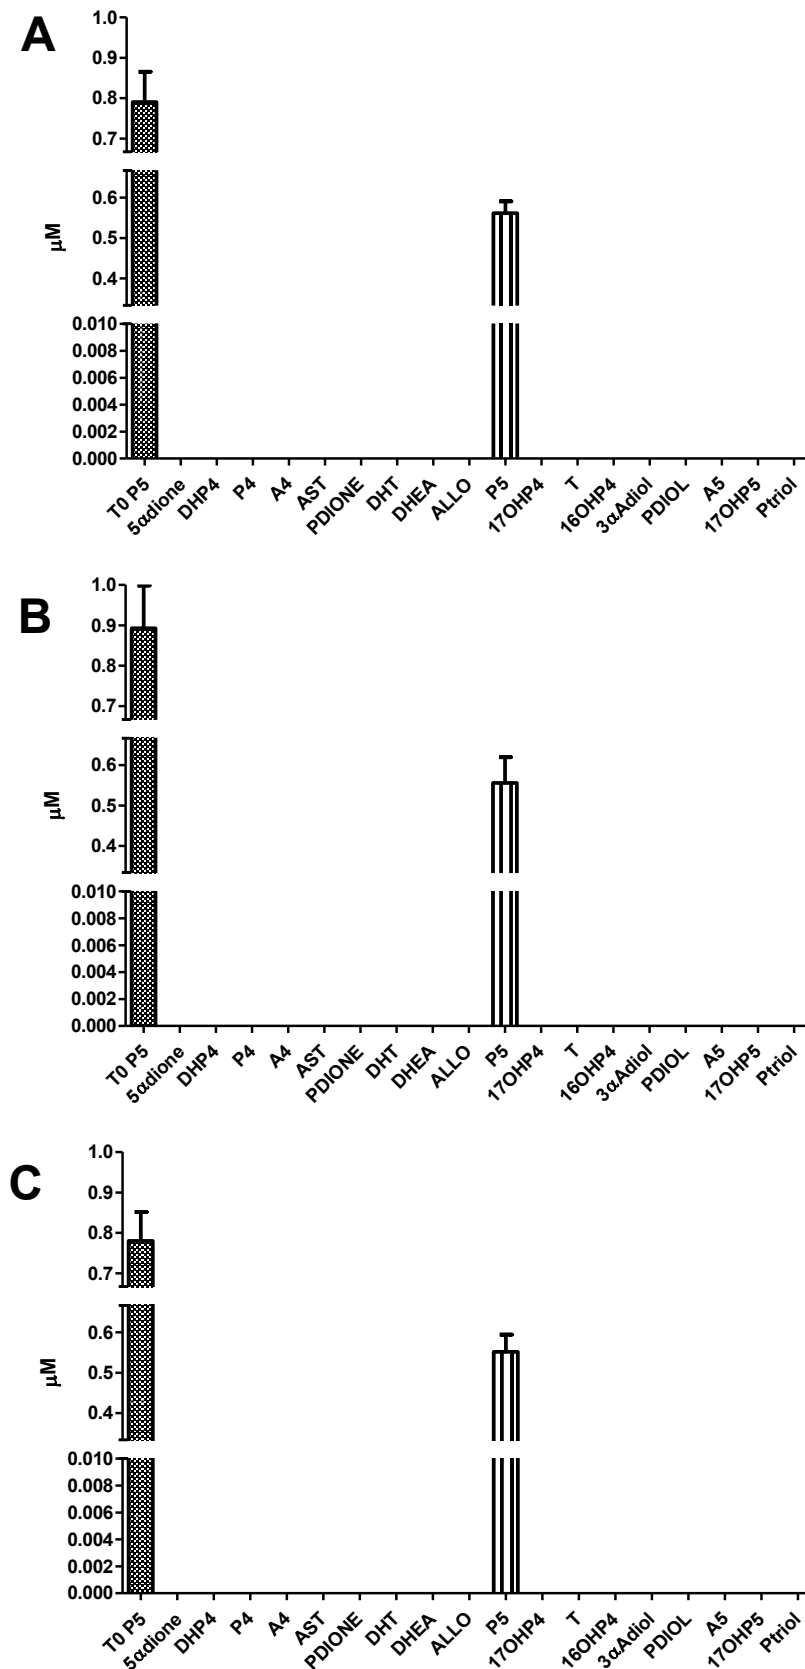 A
1.0
0.9
0.8
0.7
0.6
0.5
0.4
0.010
0.008
0.006
0.004
0.002
0.000
μM
T0 P5
5αdione
DHP4
P4
A4
AST
PDIONE
DHT
DHEA
ALLO
P5
17OHP4
T
16OHP4
3αAdiol
PDIOL
A5
17OHP5
Ptriol
B
1.0
0.9
0.8
0.7
0.6
0.5
0.4
0.010
0.008
0.006
0.004
0.002
0.000
μM
T0 P5
5αdione
DHP4
P4
A4
AST
PDIONE
DHT
DHEA
ALLO
P5
17OHP4
T
16OHP4
3αAdiol
PDIOL
A5
17OHP5
Ptriol
C
1.0
0.9
0.8
0.7
0.6
0.5
0.4
0.010
0.008
0.006
0.004
0.002
0.000
μM
T0 P5
5αdione
DHP4
P4
A4
AST
PDIONE
DHT
DHEA
ALLO
P5
17OHP4
T
16OHP4
3αAdiol
PDIOL
A5
17OHP5
Ptriol